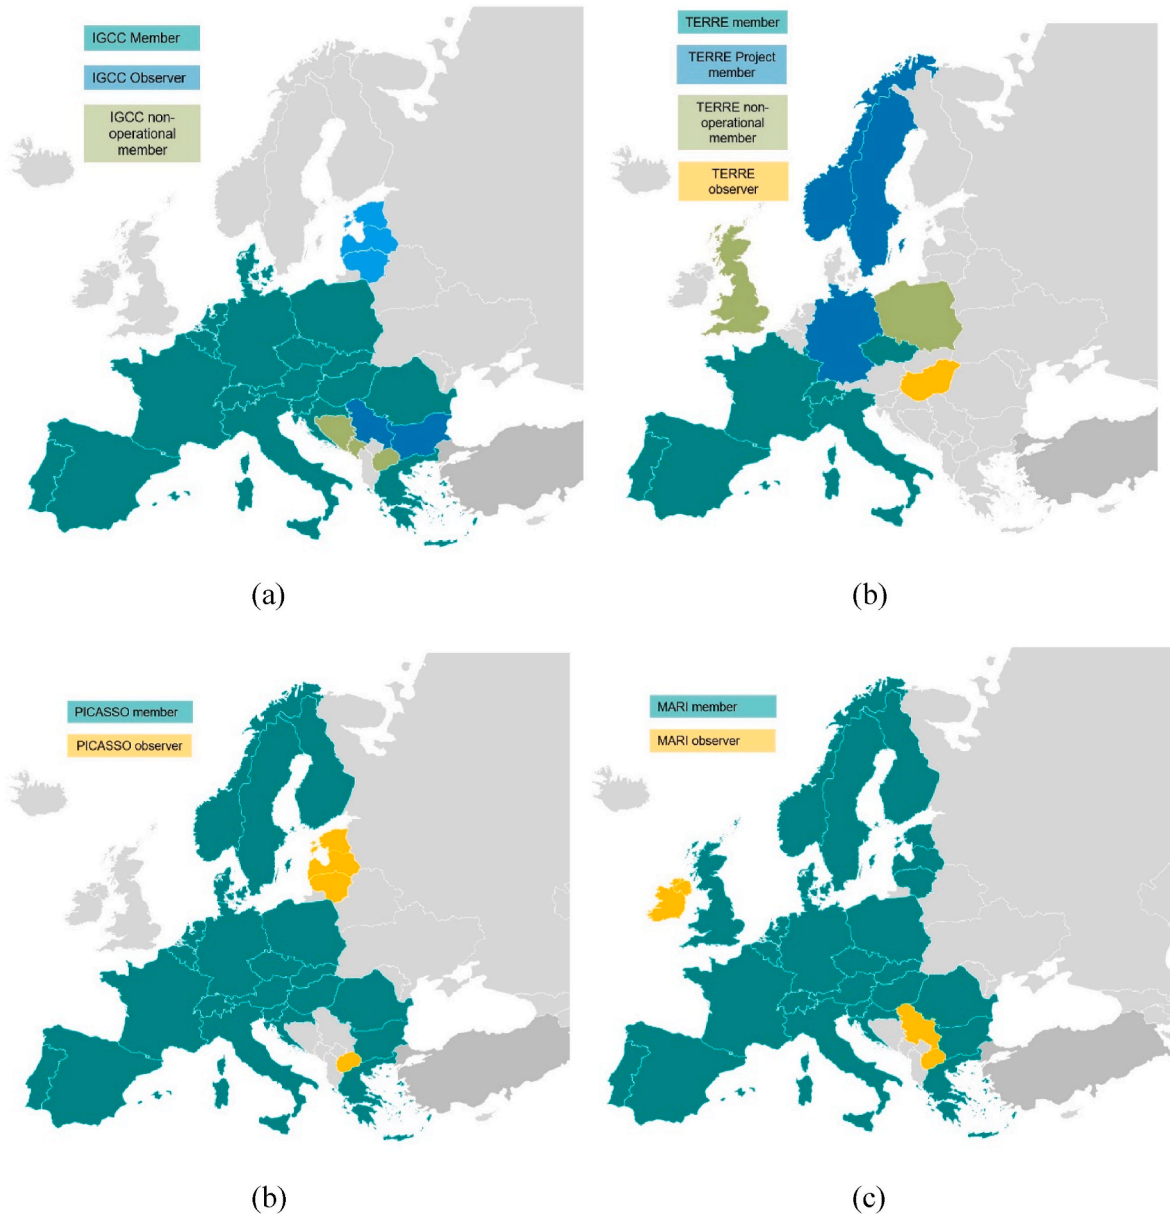 IGCC Member
IGCC Observer
IGCC non-
operational
member
TERRE member
TERRE Project
member
TERRE non-
operational
member
TERRE
observer
(a)
(b)
PICASSO member
PICASSO observer
MARI member
MARI observer
(b)
(c)